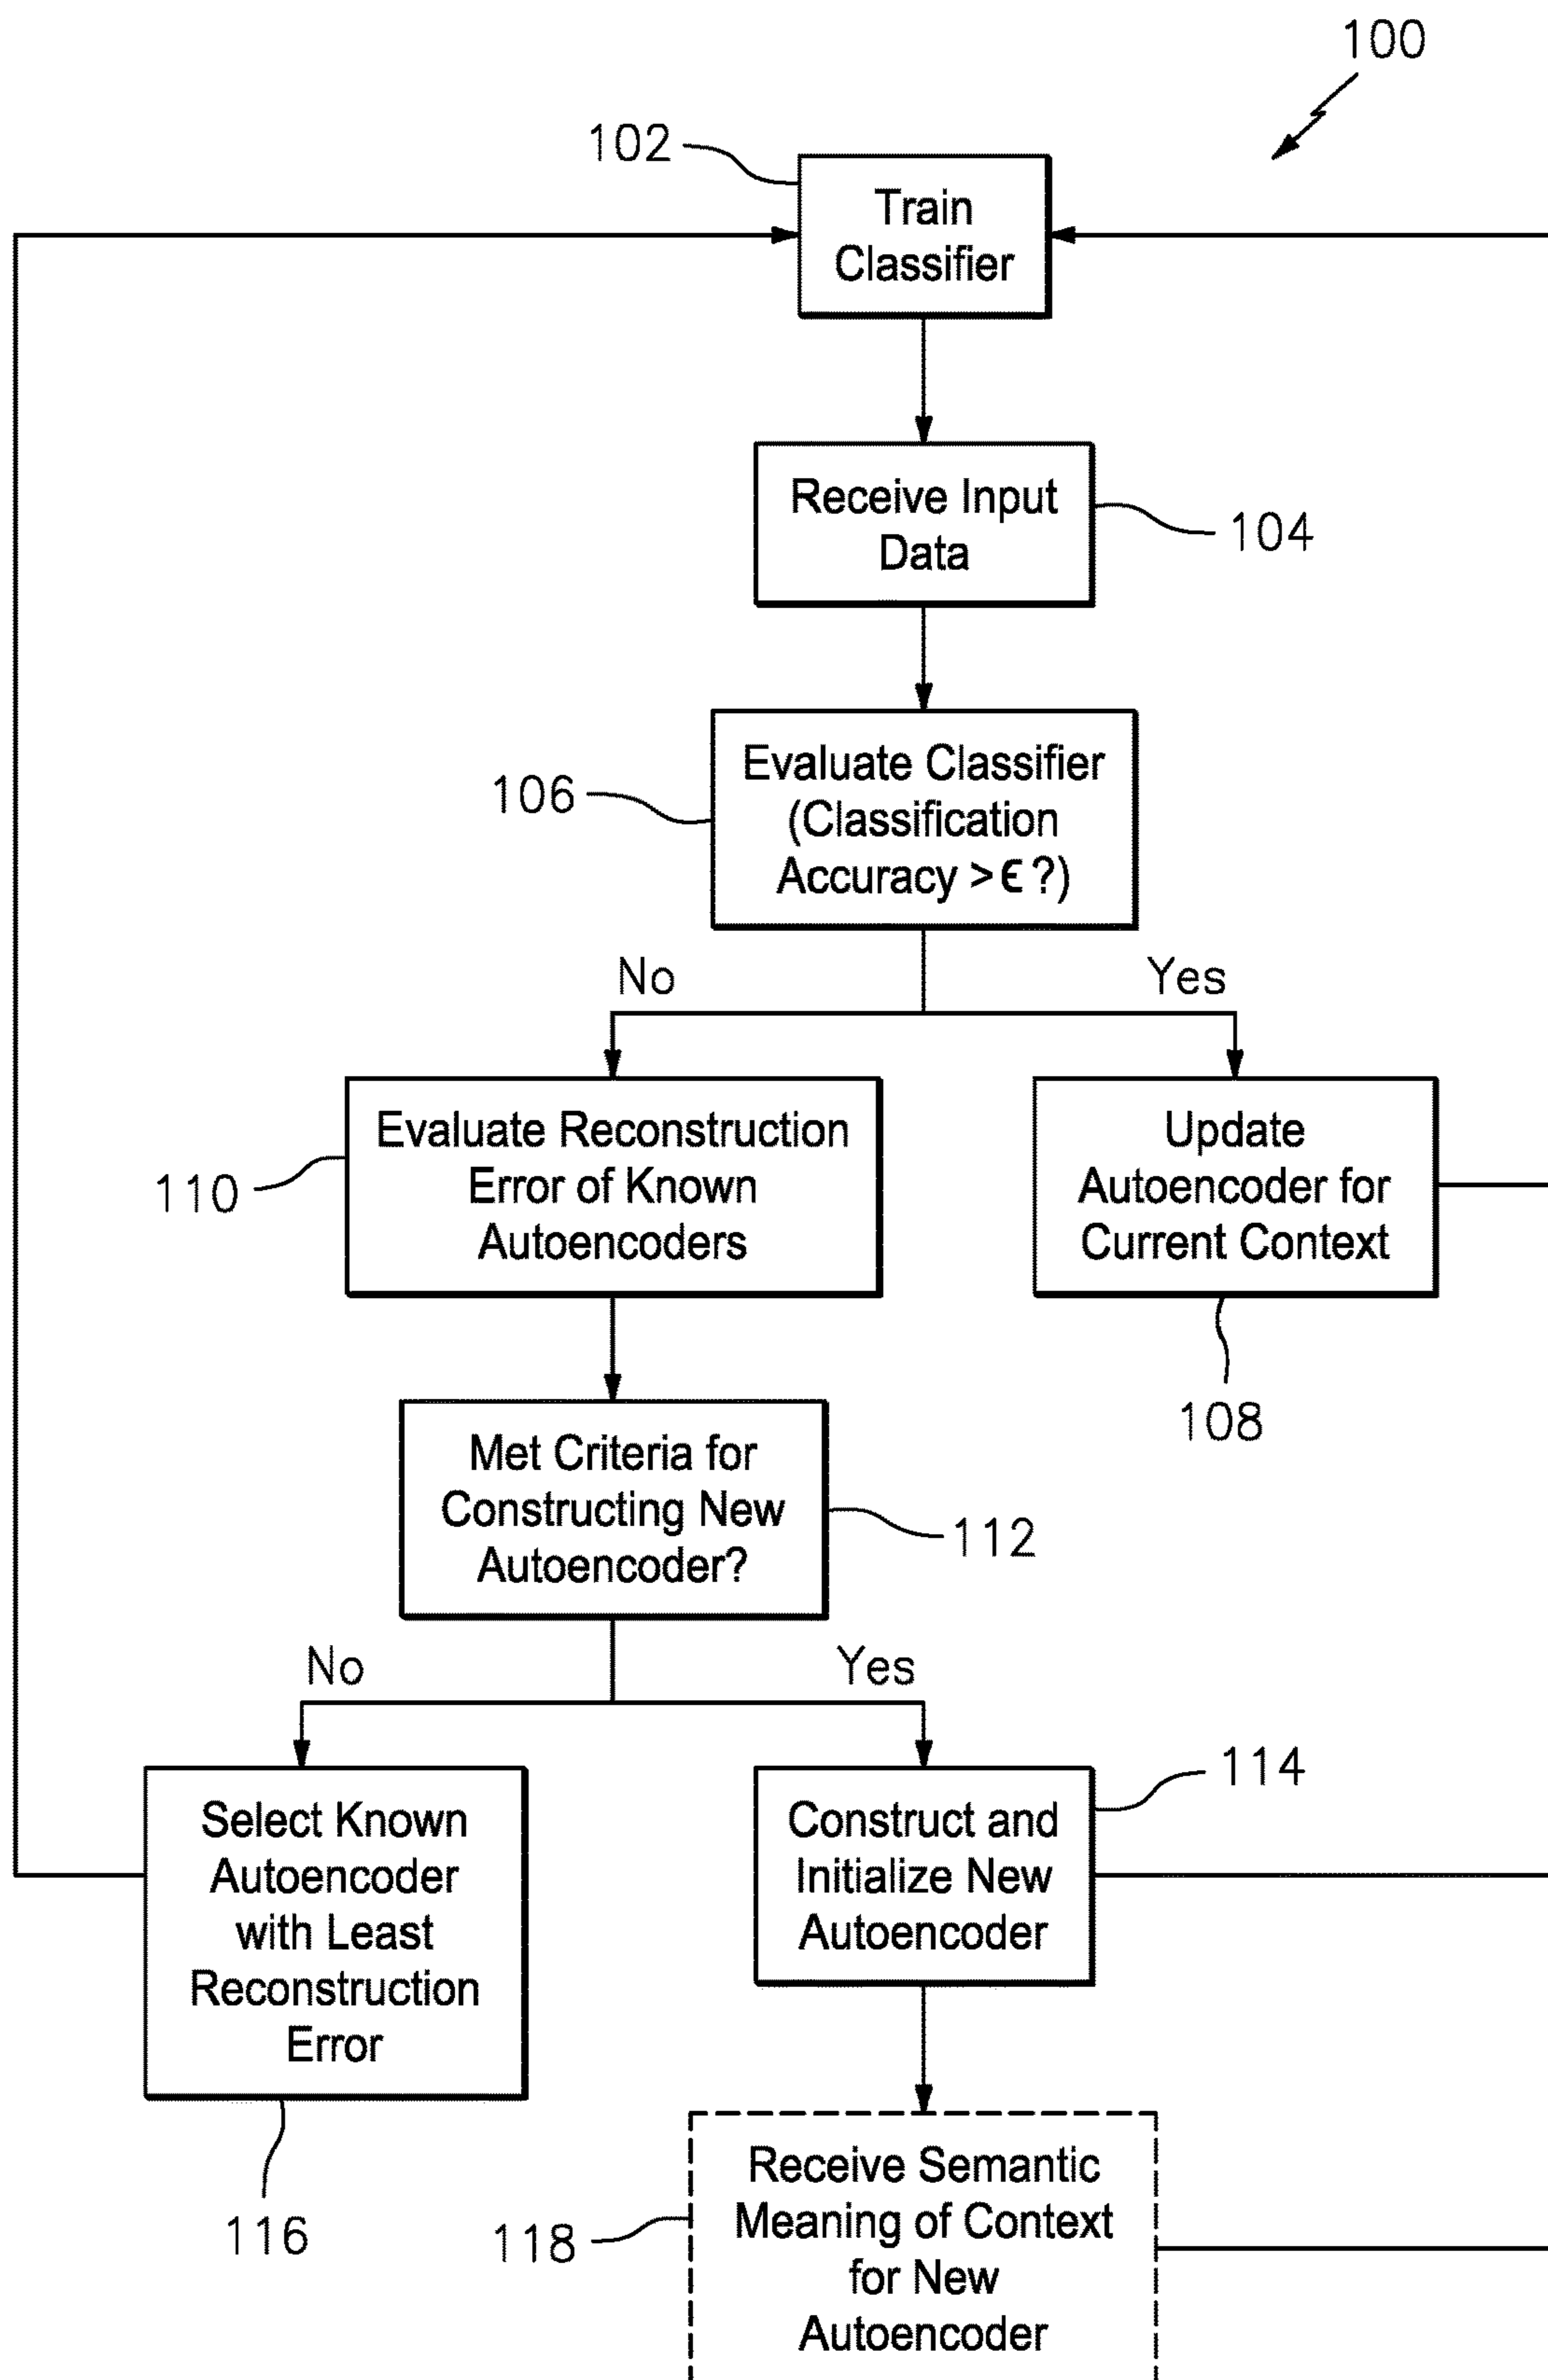 100
102
Train
Classifier
Receive Input
Data
104
106
Evaluate Classifier
(Classification
Accuracy > ϵ ?)
No
Yes
110
Evaluate Reconstruction
Error of Known
Autoencoders
Update
Autoencoder for
Current Context
108
Met Criteria for
Constructing New
Autoencoder?
112
No
Yes
Select Known
Autoencoder
with Least
Reconstruction
Error
116
114
Construct and
Initialize New
Autoencoder
118
Receive Semantic
Meaning of Context
for New
Autoencoder